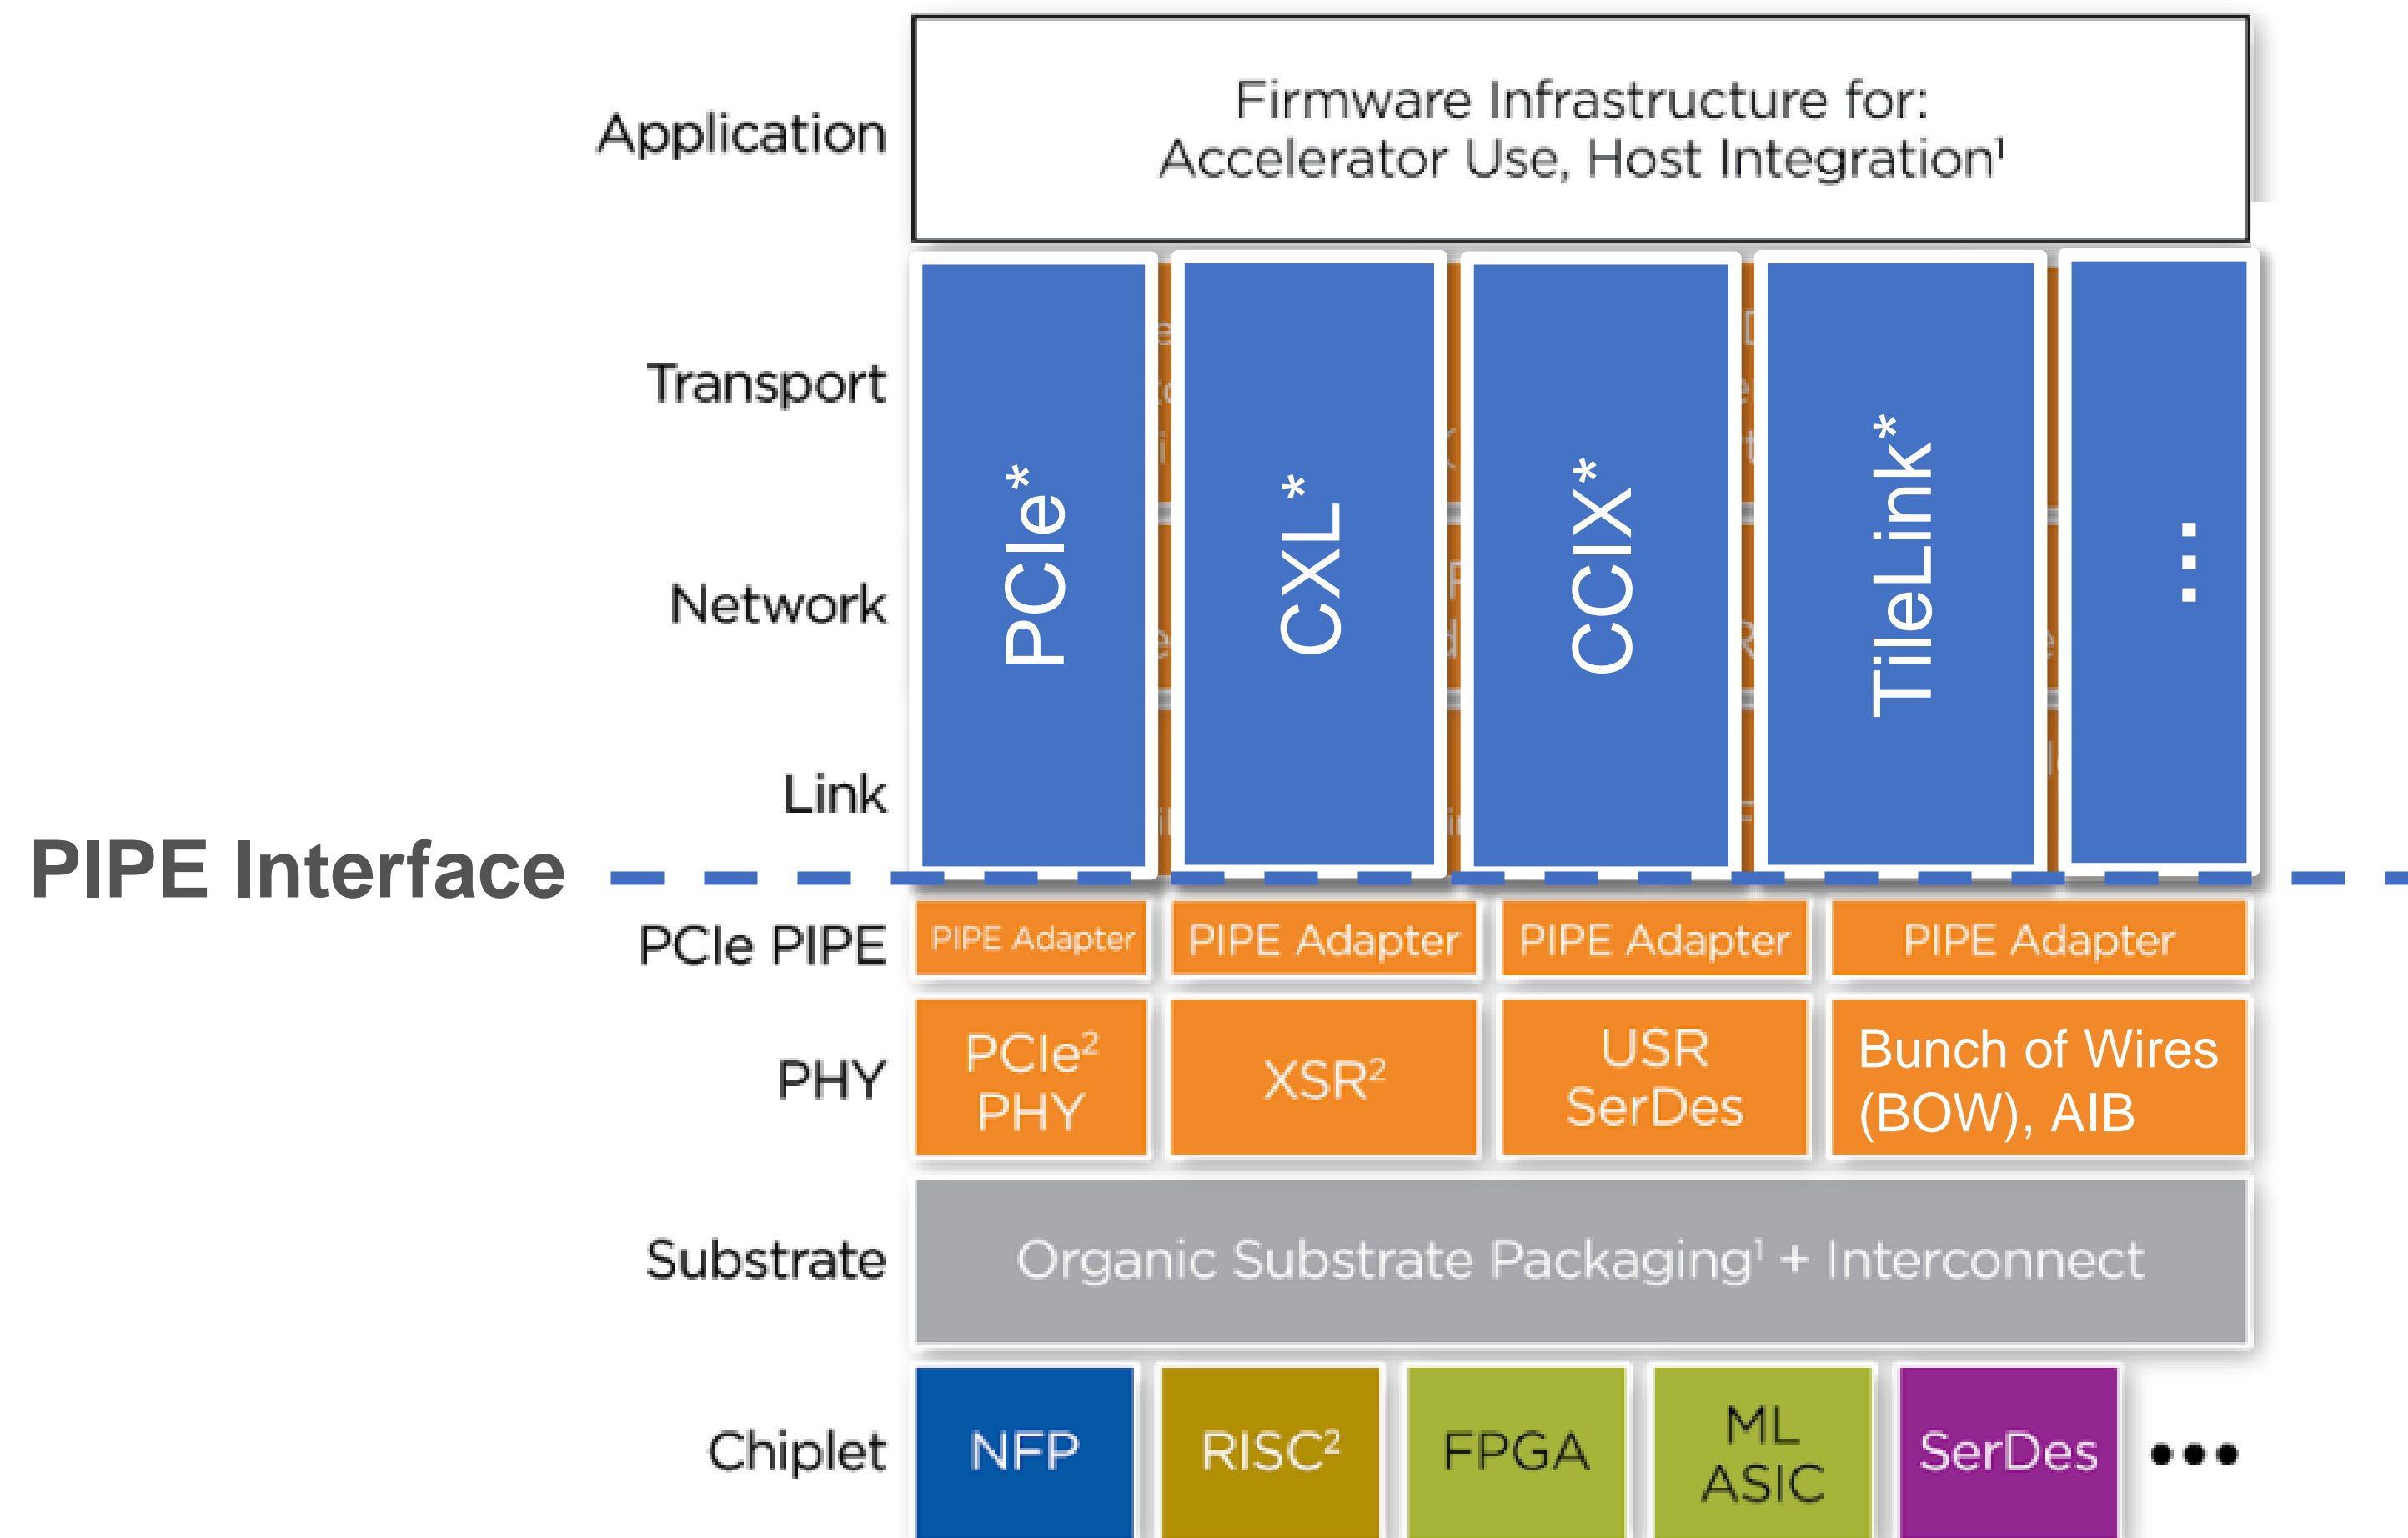 Application
Firmware Infrastructure for:
Accelerator Use, Host Integration¹
Transport
Network
Link
PCIe*
CXL*
CCIX*
TileLink*
...
PIPE Interface
PCIe PIPE
PIPE Adapter
PIPE Adapter
PIPE Adapter
PIPE Adapter
PHY
PCIe²
PHY
XSR²
USR
SerDes
Bunch of Wires
(BOW), AIB
Substrate
Organic Substrate Packaging¹ + Interconnect
Chiplet
NFP
RISC²
FPGA
ML
ASIC
SerDes
•••